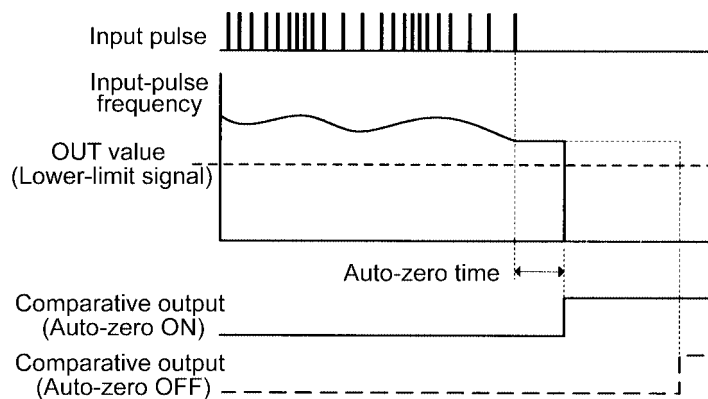 Input pulse
Input-pulse
frequency
OUT value
(Lower-limit signal)
Auto-zero time
Comparative output
(Auto-zero ON)
Comparative output
(Auto-zero OFF)